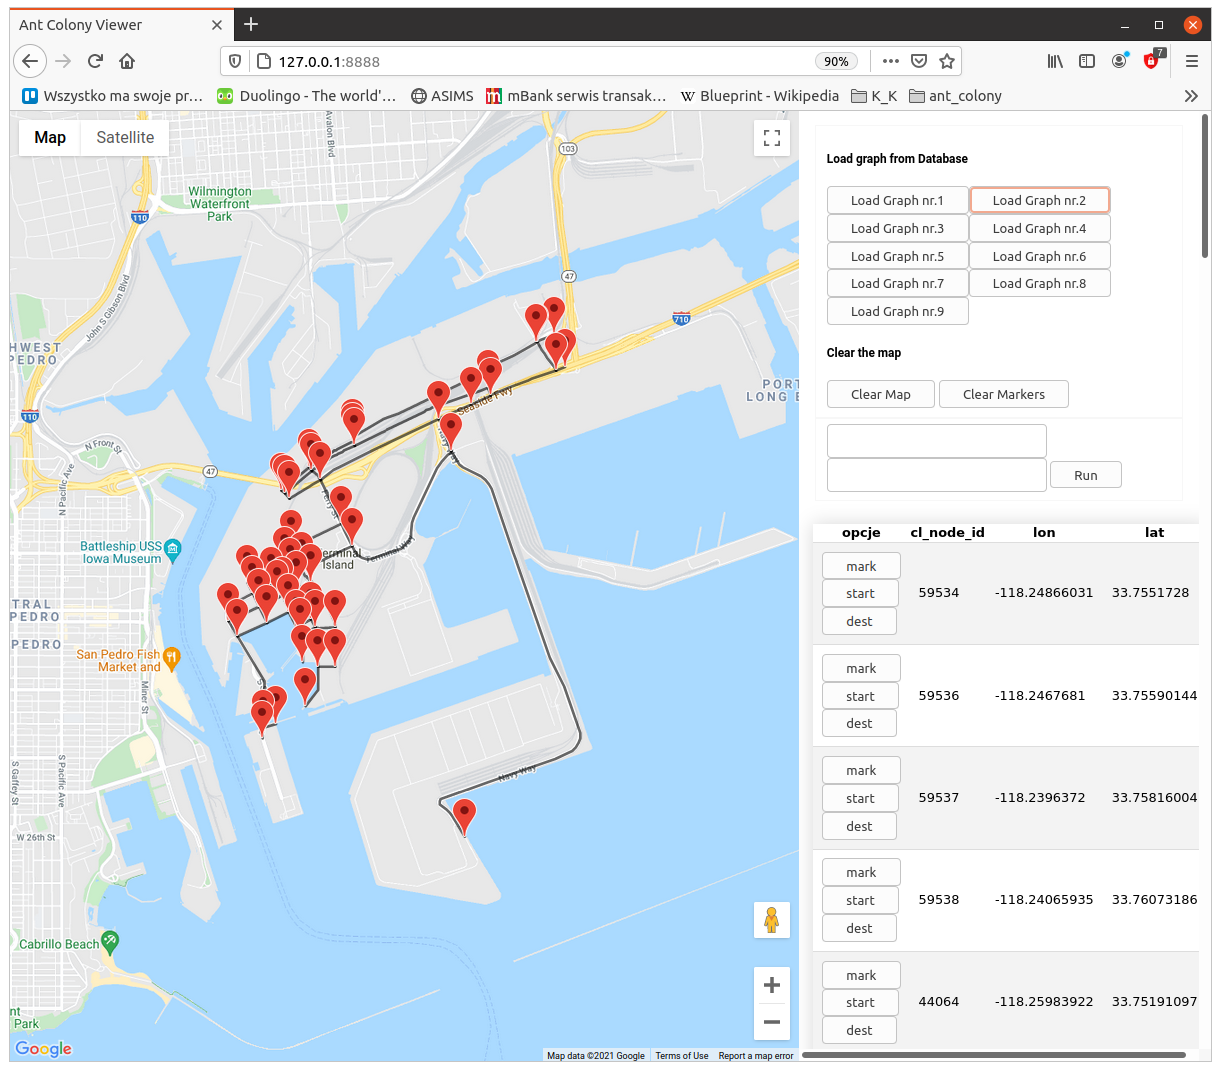 Ant Colony Viewer
127.0.0.1:8888
90%
7
Wszystko ma swoje pr…
Duolingo - The world'…
ASIMS
mBank serwis transak…
Blueprint - Wikipedia
K_K
ant_colony
Map
Satellite
Avalon Blvd
103
Wilmington
Waterfront
Park
110
47
John S Gibson Blvd
710
HWEST
PEDRO
PORT
LONG B
110
Seaside Fwy
N Front St
47
N Pacific Ave
Navy Way
Ferry St
Battleship USS
Iowa Museum
Terminal Way
erminal
Island
TRAL
PEDRO
PEDRO
San Pedro Fish
Market and
Miner St
S Gaffey St
S Pacific Ave
Navy Way
W 26th St
Cabrillo Beach
nt
Park
Google
Map data ©2021 Google
Terms of Use
Report a map error
Load graph from Database
Load Graph nr.1
Load Graph nr.2
Load Graph nr.3
Load Graph nr.4
Load Graph nr.5
Load Graph nr.6
Load Graph nr.7
Load Graph nr.8
Load Graph nr.9
Clear the map
Clear Map
Clear Markers
Run
opcje cl_node_id lon lat
mark
start 59534 -118.24866031 33.7551728
dest
mark
start 59536 -118.2467681 33.75590144
dest
mark
start 59537 -118.2396372 33.75816004
dest
mark
start 59538 -118.24065935 33.76073186
dest
mark
start 44064 -118.25983922 33.75191097
dest